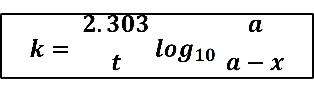 k = 2.303 / t log₁₀ a / a − x